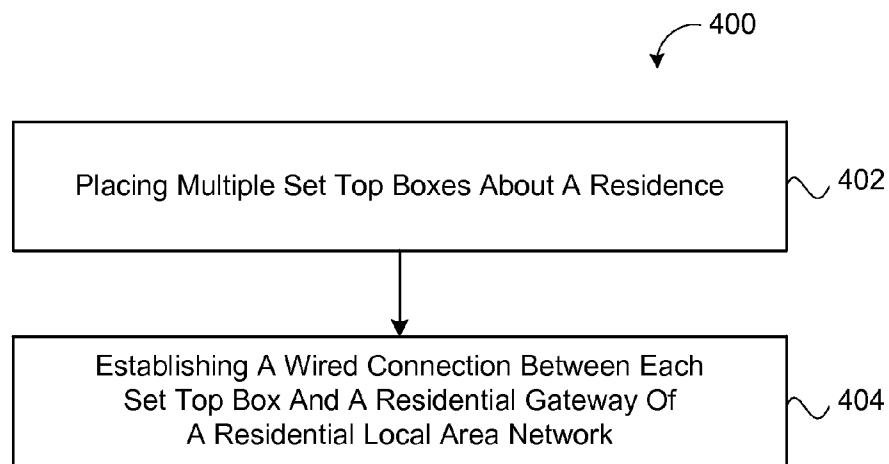 400
Placing Multiple Set Top Boxes About A Residence
402
Establishing A Wired Connection Between Each
Set Top Box And A Residential Gateway Of
A Residential Local Area Network
404